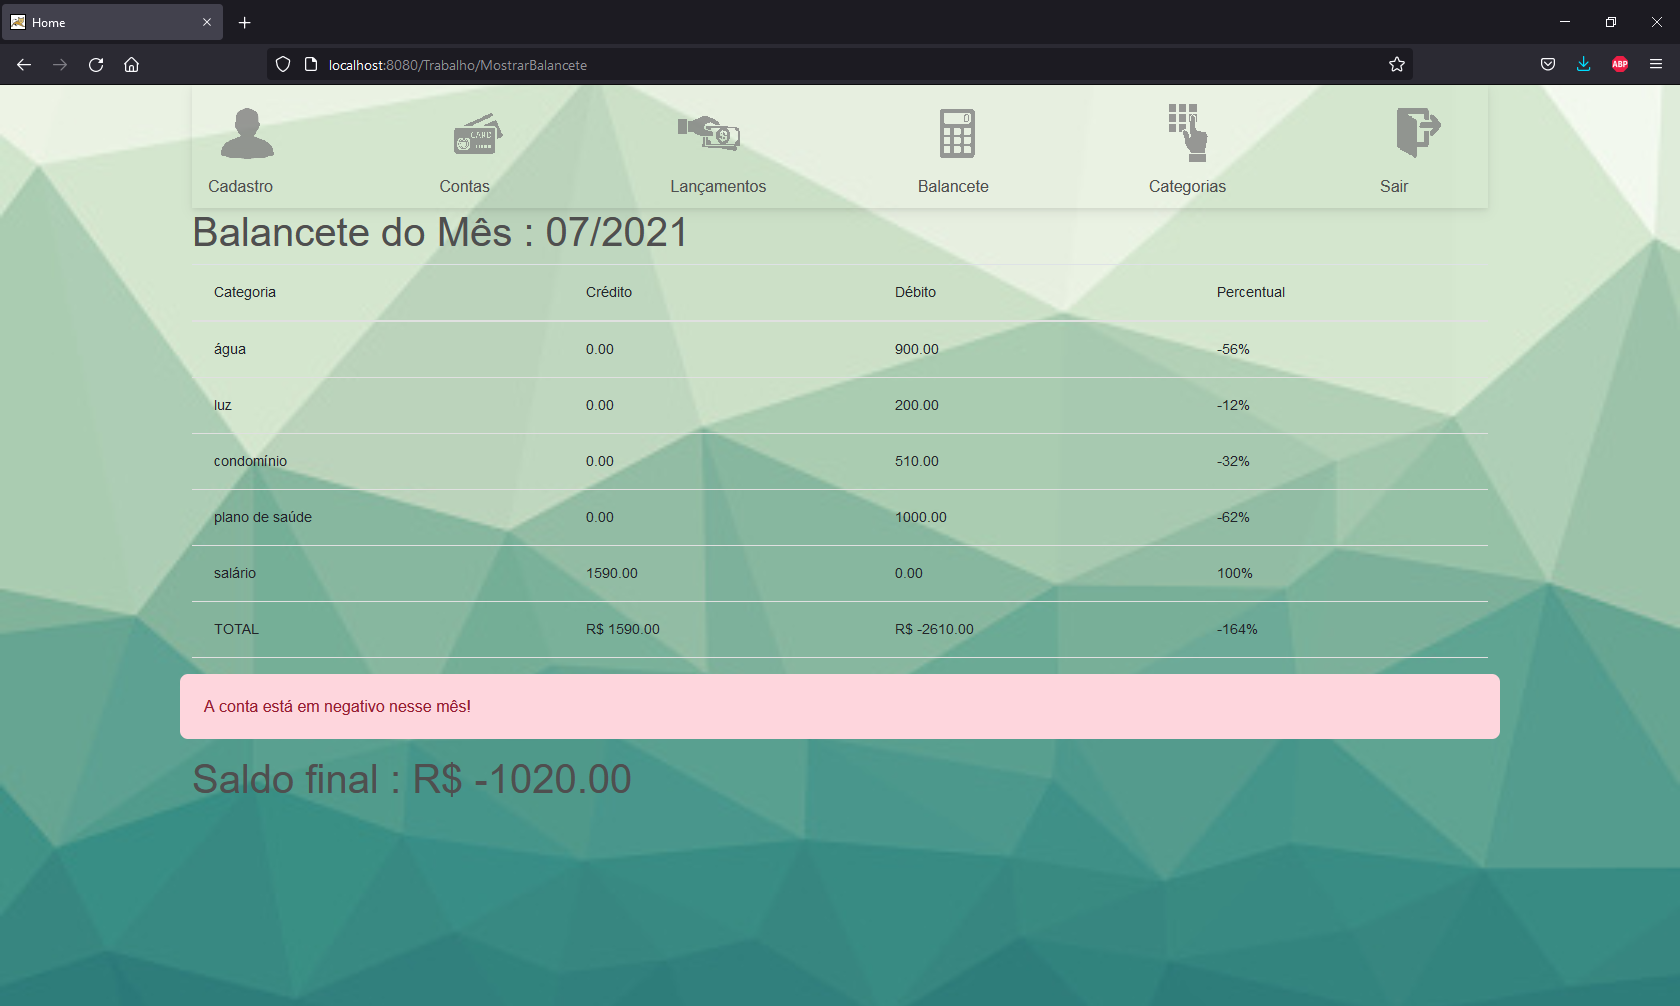 Home
localhost:8080/Trabalho/MostrarBalancete
ABP
CARD
0
$
Cadastro Contas Lançamentos Balancete Categorias Sair
Balancete do Mês : 07/2021
Categoria Crédito Débito Percentual
água 0.00 900.00 -56%
luz 0.00 200.00 -12%
condomínio 0.00 510.00 -32%
plano de saúde 0.00 1000.00 -62%
salário 1590.00 0.00 100%
TOTAL R$ 1590.00 R$ -2610.00 -164%
A conta está em negativo nesse mês!
Saldo final : R$ -1020.00